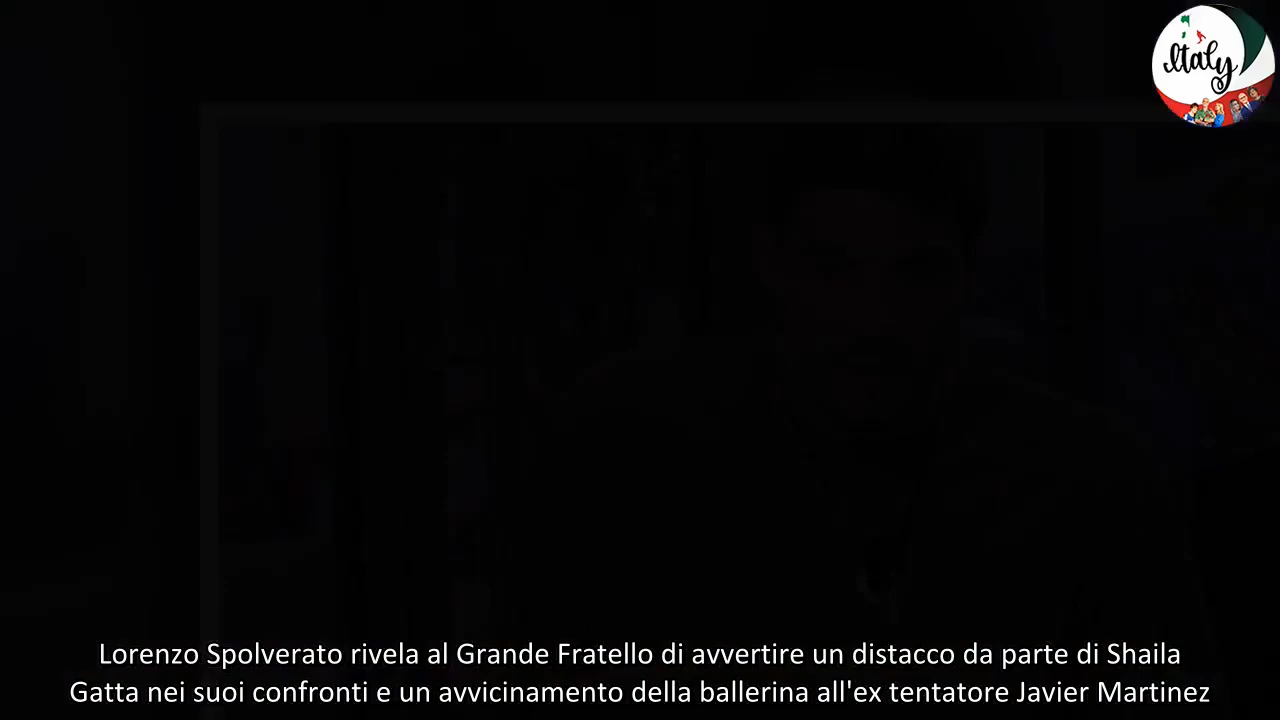 Italy
Lorenzo Spolverato rivela al Grande Fratello di avvertire un distacco da parte di Shaila
Gatta nei suoi confronti e un avvicinamento della ballerina all'ex tentatore Javier Martinez